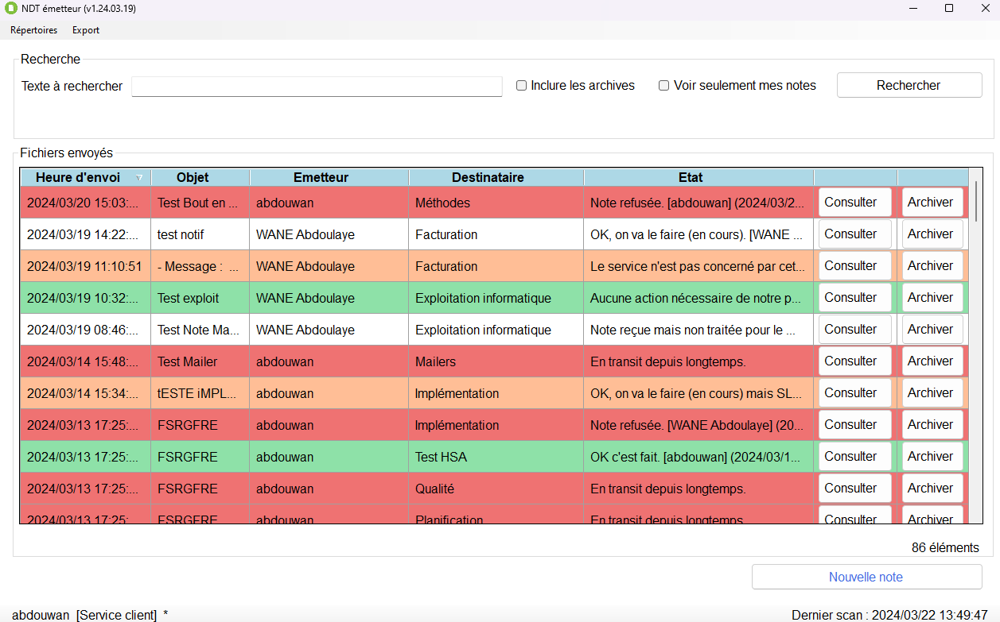 NDT émetteur (v1.24.03.19)
Répertoires Export
Recherche
Texte à rechercher Inclure les archives Voir seulement mes notes Rechercher
Fichiers envoyés
Heure d'envoi Objet Emetteur Destinataire Etat
2024/03/20 15:03:... Test Bout en ... abdouwan Méthodes Note refusée. [abdouwan] (2024/03/2... Consulter Archiver
2024/03/19 14:22:... test notif WANE Abdoulaye Facturation OK, on va le faire (en cours). [WANE ... Consulter Archiver
2024/03/19 11:10:51 - Message : ... WANE Abdoulaye Facturation Le service n'est pas concerné par cet... Consulter Archiver
2024/03/19 10:32:... Test exploit WANE Abdoulaye Exploitation informatique Aucune action nécessaire de notre p... Consulter Archiver
2024/03/19 08:46:... Test Note Ma... WANE Abdoulaye Exploitation informatique Note reçue mais non traitée pour le ... Consulter Archiver
2024/03/14 15:48:... Test Mailer abdouwan Mailers En transit depuis longtemps. Consulter Archiver
2024/03/14 15:34:... tESTE iMPL... abdouwan Implémentation OK, on va le faire (en cours) mais SL... Consulter Archiver
2024/03/13 17:25:... FSRGFRE abdouwan Implémentation Note refusée. [WANE Abdoulaye] (20... Consulter Archiver
2024/03/13 17:25:... FSRGFRE abdouwan Test HSA OK c'est fait. [abdouwan] (2024/03/1... Consulter Archiver
2024/03/13 17:25:... FSRGFRE abdouwan Qualité En transit depuis longtemps. Consulter Archiver
2024/03/13 17:25: FSRGFRE abdouwan Planification En transit depuis longtemps Consulter Archiver
86 éléments
Nouvelle note
abdouwan [Service client] * Dernier scan : 2024/03/22 13:49:47